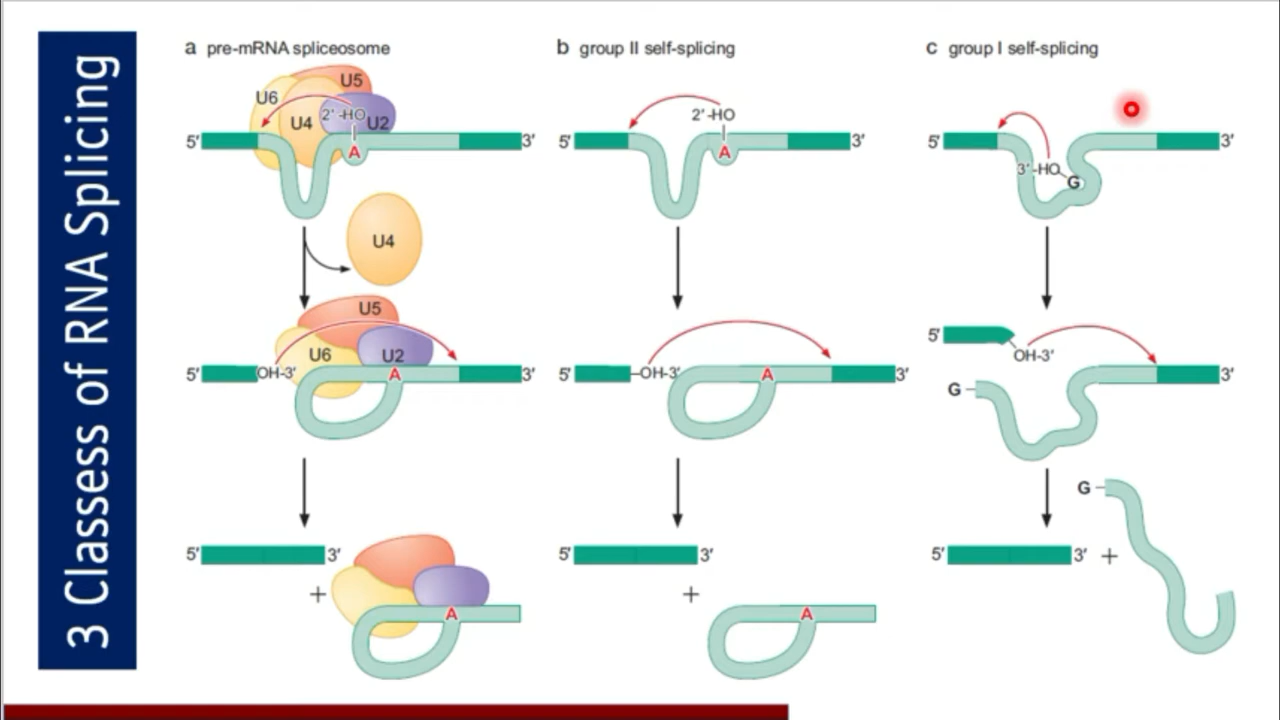 3 Classess of RNA Splicing
a pre-mRNA spliceosome
U5
U6
2'-HO
U4
U2
5'
3'
A
U4
U5
U6
U2
5'
OH-3'
A
3'
5'
3'
+
A
b group II self-splicing
2'-HO
5'
3'
A
5'
-OH-3'
A
3'
5'
3'
+
A
c group I self-splicing
5'
3'
3'-HO
G
5'
OH-3'
3'
G
G
5'
3'
+